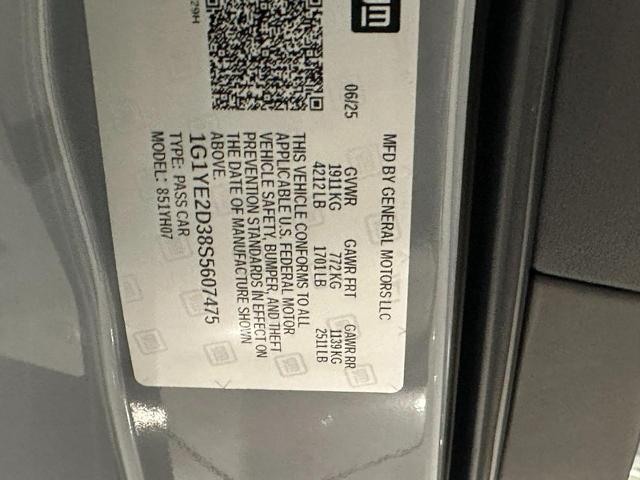 gm
MFD BY GENERAL MOTORS LLC
06/25
GVWR GAWR FRT GAWR RR
1911KG 772KG 1139KG
4212LB 1701LB 2511LB
THIS VEHICLE CONFORMS TO ALL
APPLICABLE U.S. FEDERAL MOTOR
VEHICLE SAFETY, BUMPER, AND THEFT
PREVENTION STANDARDS IN EFFECT ON
THE DATE OF MANUFACTURE SHOWN
ABOVE.
1G1YE2D38S5607475
TYPE: PASS CAR
MODEL: 851YH07